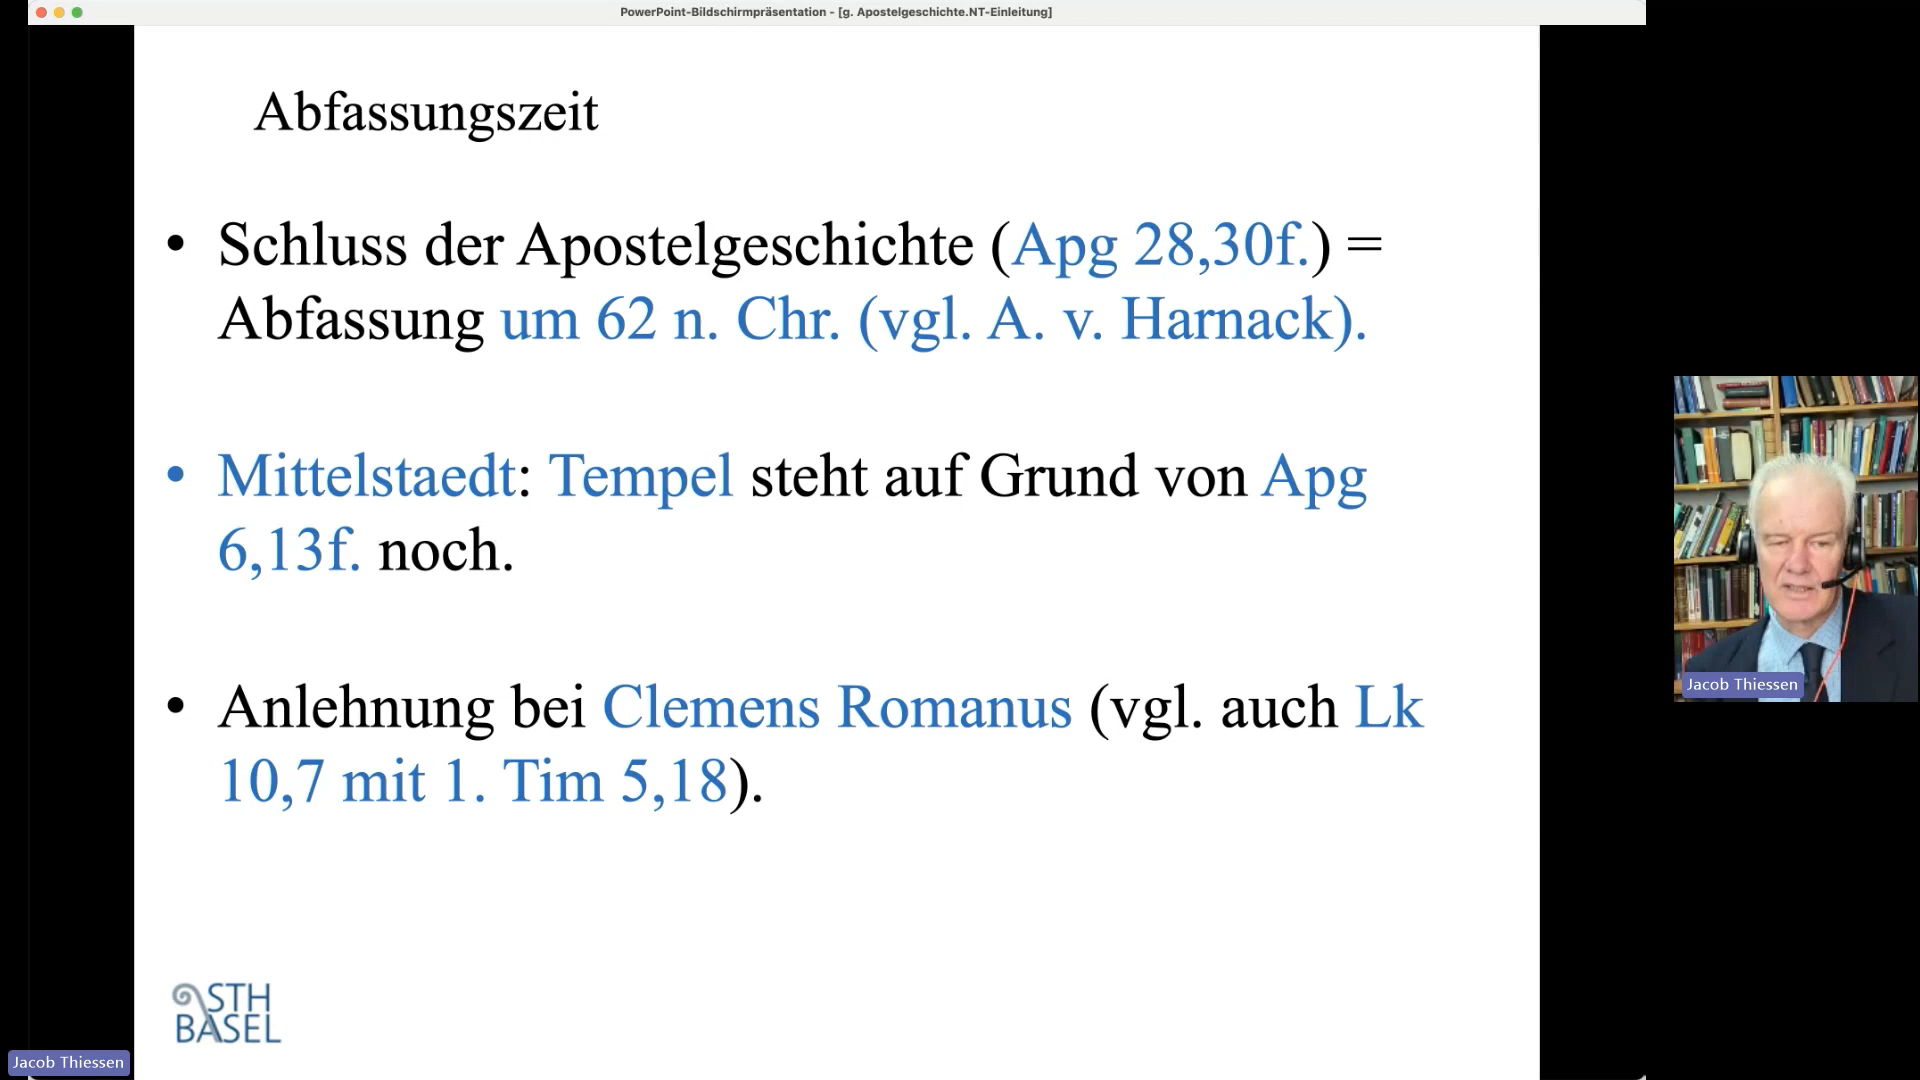 PowerPoint-Bildschirmpräsentation - [g. Apostelgeschichte.NT-Einleitung]
Abfassungszeit
• Schluss der Apostelgeschichte (Apg 28,30f.) =
Abfassung um 62 n. Chr. (vgl. A. v. Harnack).
• Mittelstaedt: Tempel steht auf Grund von Apg
6,13f. noch.
• Anlehnung bei Clemens Romanus (vgl. auch Lk
10,7 mit 1. Tim 5,18).
STH
BASEL
Jacob Thiessen
Jacob Thiessen